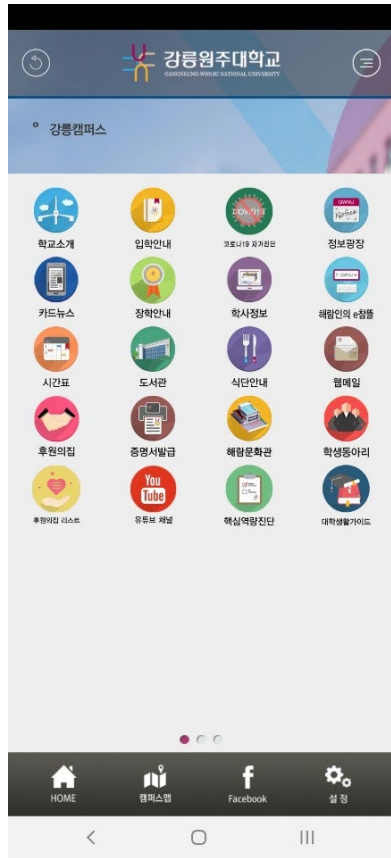 강릉원주대학교
GANGNEUNG-WONJU NATIONAL UNIVERSITY
강릉캠퍼스
COVID19
GWNU
Notice
GWNU
학교소개
입학안내
코로나19 자가진단
정보광장
카드뉴스
장학안내
학사정보
해람인의 e참뜰
시간표
도서관
식단안내
웹메일
후원의집
증명서발급
해람문화관
학생동아리
You
Tube
후원의집 리스트
유튜브 채널
핵심역량진단
대학생활가이드
HOME
캠퍼스맵
Facebook
설 정